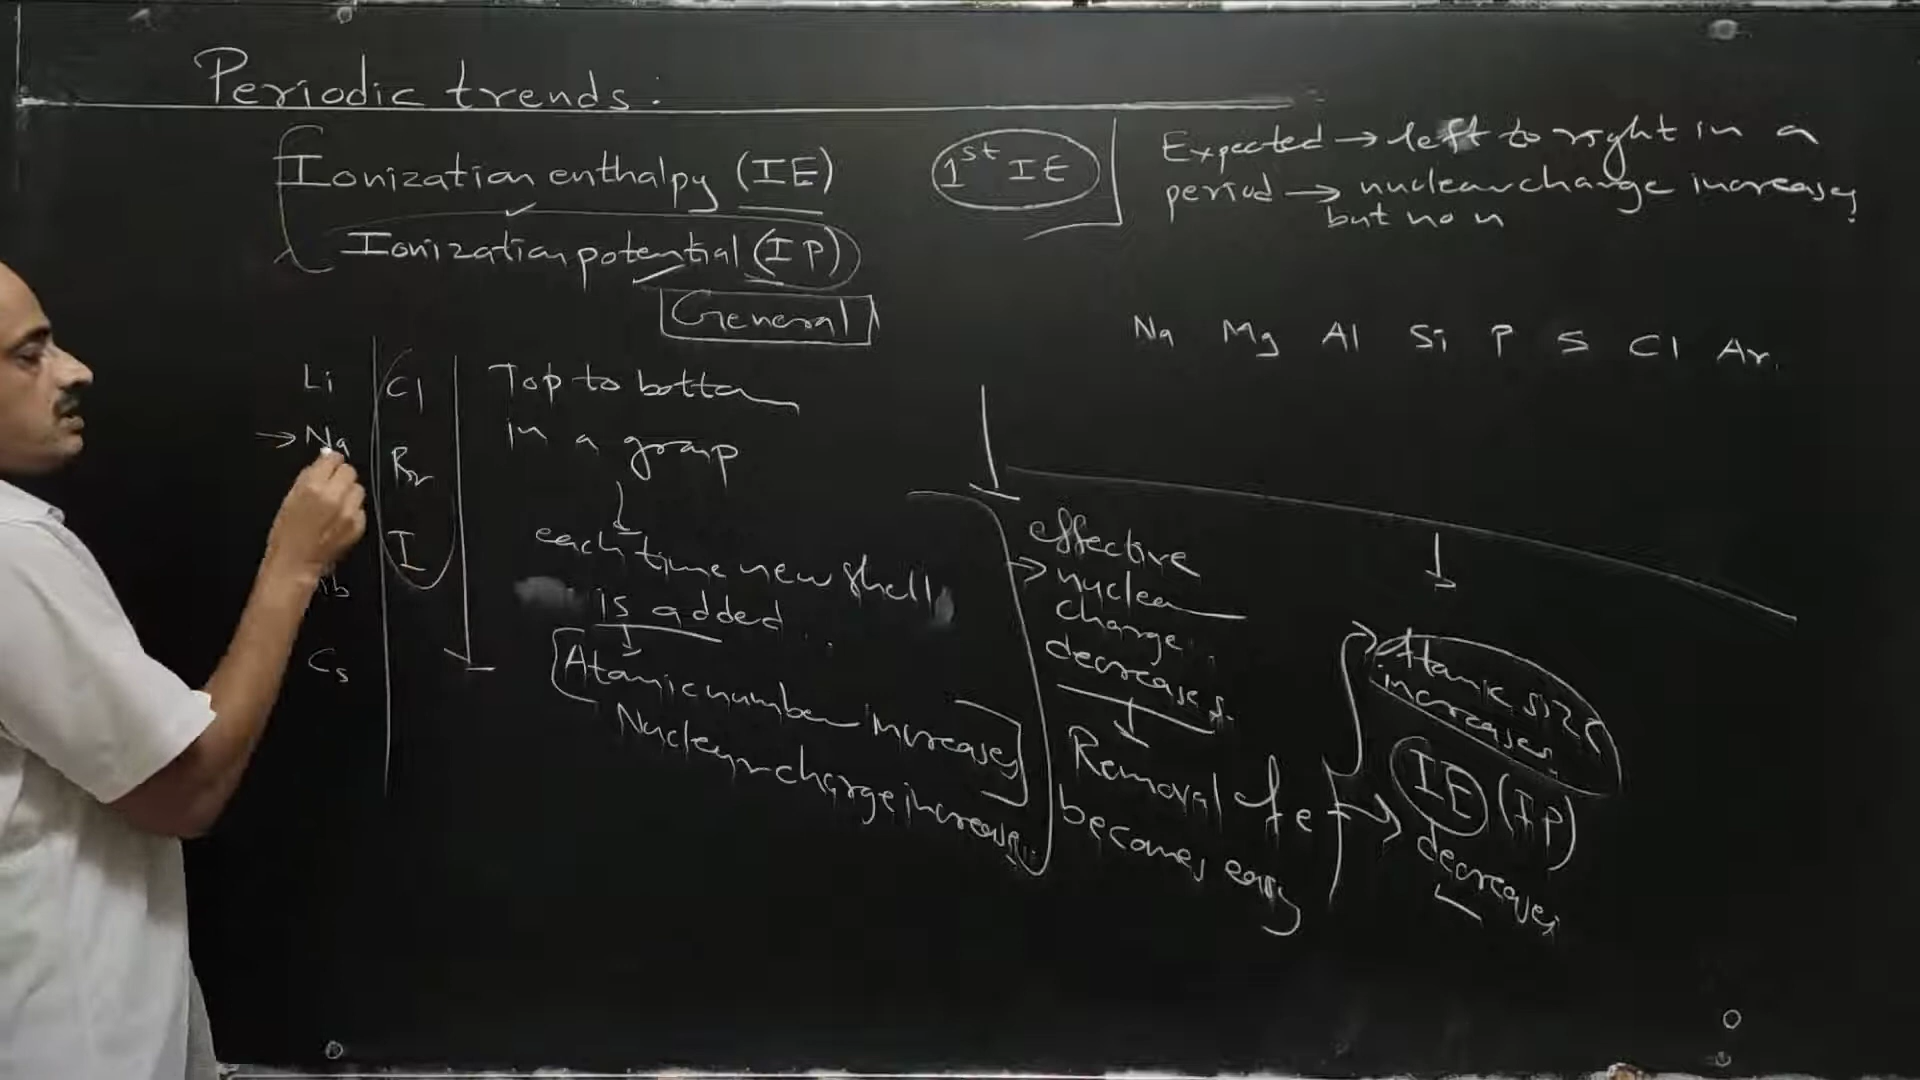 Periodic trends:
Ionization enthalpy (IE)
Ionization potential (IP)
General
1st IE
Expected → left to right in a
period → nuclear charge increases,
but no n
Na Mg Al Si P S Cl Ar.
Li
→ Na
Cs
Cl
Br
I
Top to bottom
in a group
each time new shell
is added..
Atomic number increases
Nuclear charge increases.
effective
→ nuclear
charge..
decreases.
Removal of e
becomes easy
Atomic size
increases.
IE (IP)
decreases